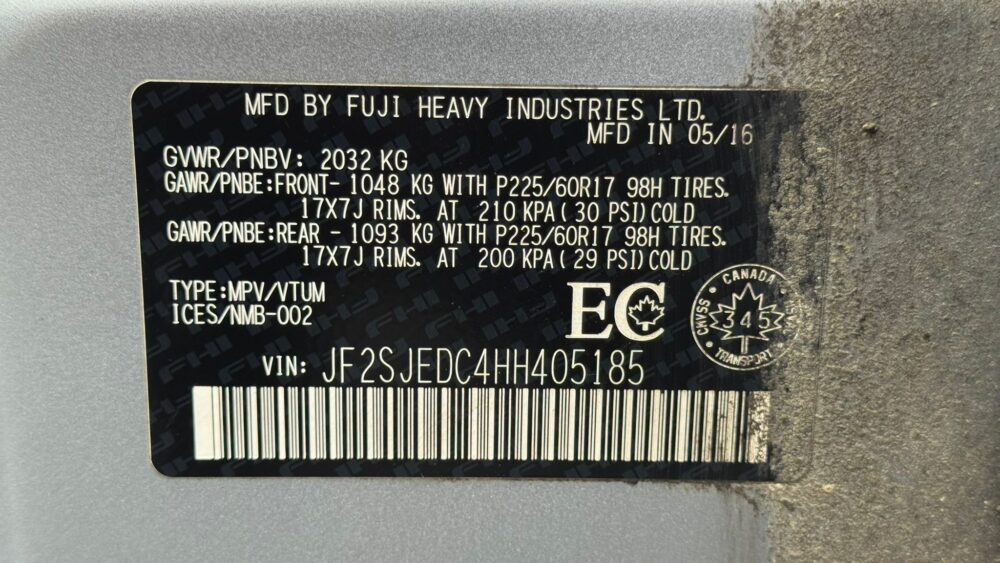 MFD BY FUJI HEAVY INDUSTRIES LTD.
MFD IN 05/16
GVWR/PNBV: 2032 KG
GAWR/PNBE:FRONT- 1048 KG WITH P225/60R17 98H TIRES.
17X7J RIMS. AT 210 KPA( 30 PSI)COLD
GAWR/PNBE:REAR - 1093 KG WITH P225/60R17 98H TIRES.
17X7J RIMS. AT 200 KPA( 29 PSI)COLD
TYPE:MPV/VTUM
ICES/NMB-002
EC
CANADA
345
TRANSPORT
VIN: JF2SJEDC4HH405185